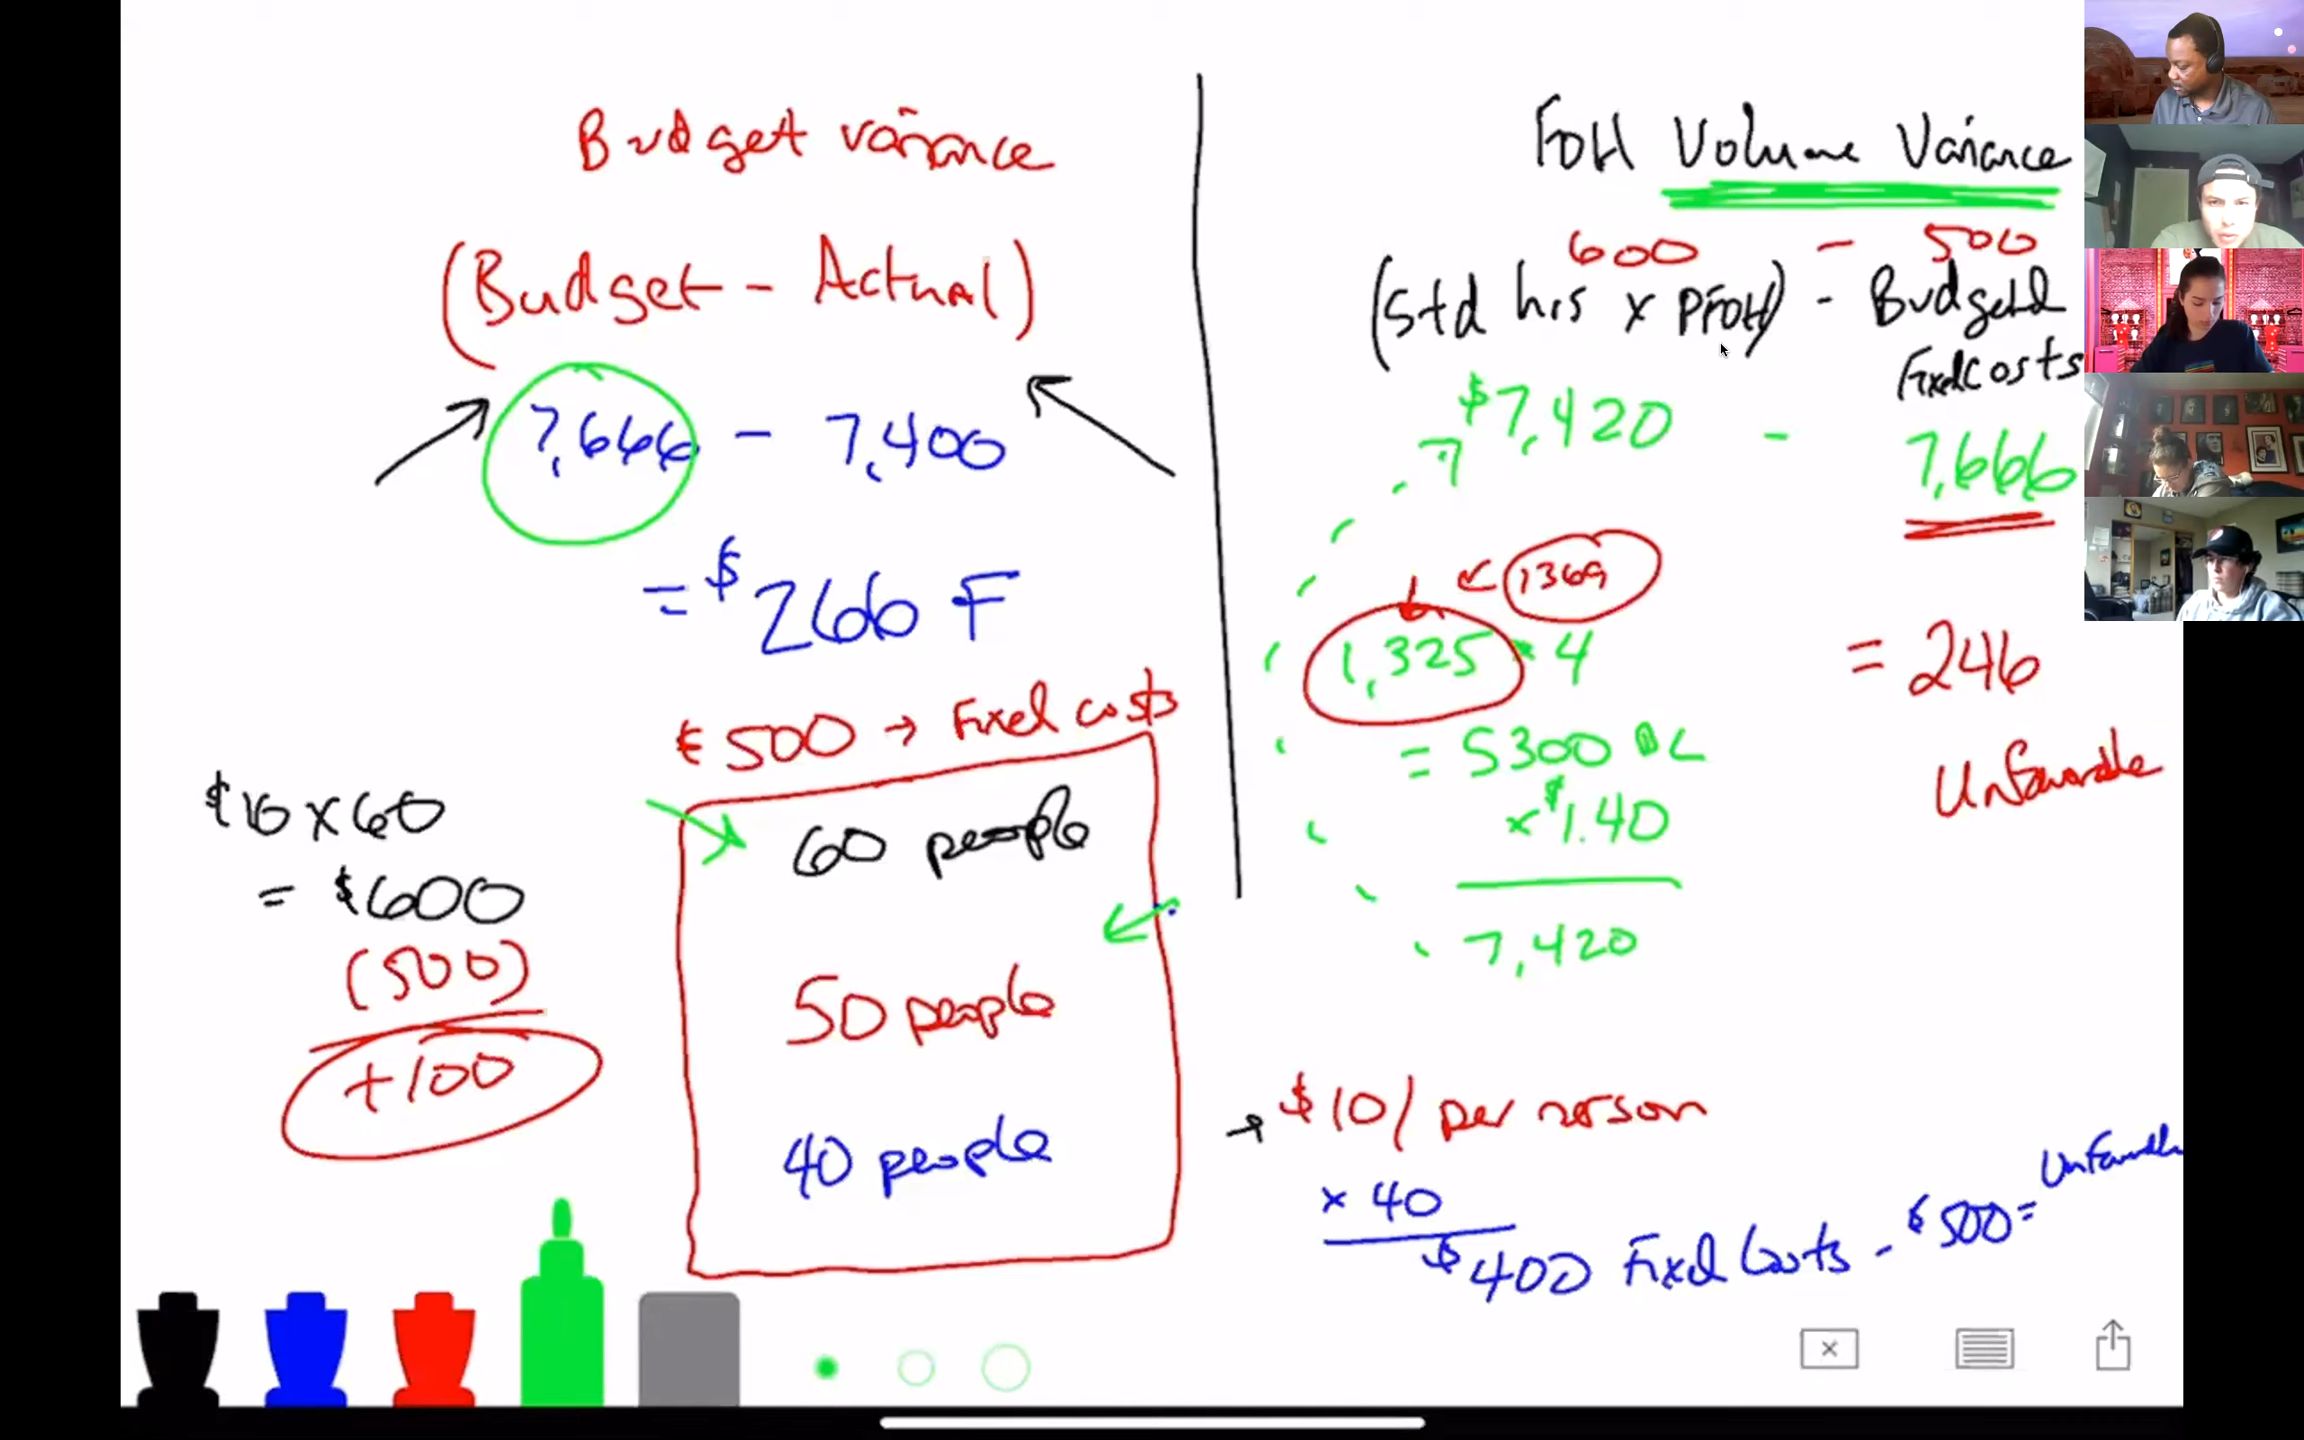 Budget variance
(Budget - Actual)
7,666 - 7,400
= $266 F
$500 → Fixed costs
$10 x 60
= $600
(500)
+100
60 people
50 people
40 people
FOH Volume Variance
600 - 500
(Std hrs x PFOH) - Budgeted
Fixed costs
$7,420 - 7,666
7
← 1369
1,325 x 4
= 246
Unfavorable
= 5300 DL
x $1.40
7,420
→ $10/ per person
x 40
$400 Fixed Costs - $500 =
Unfavorable